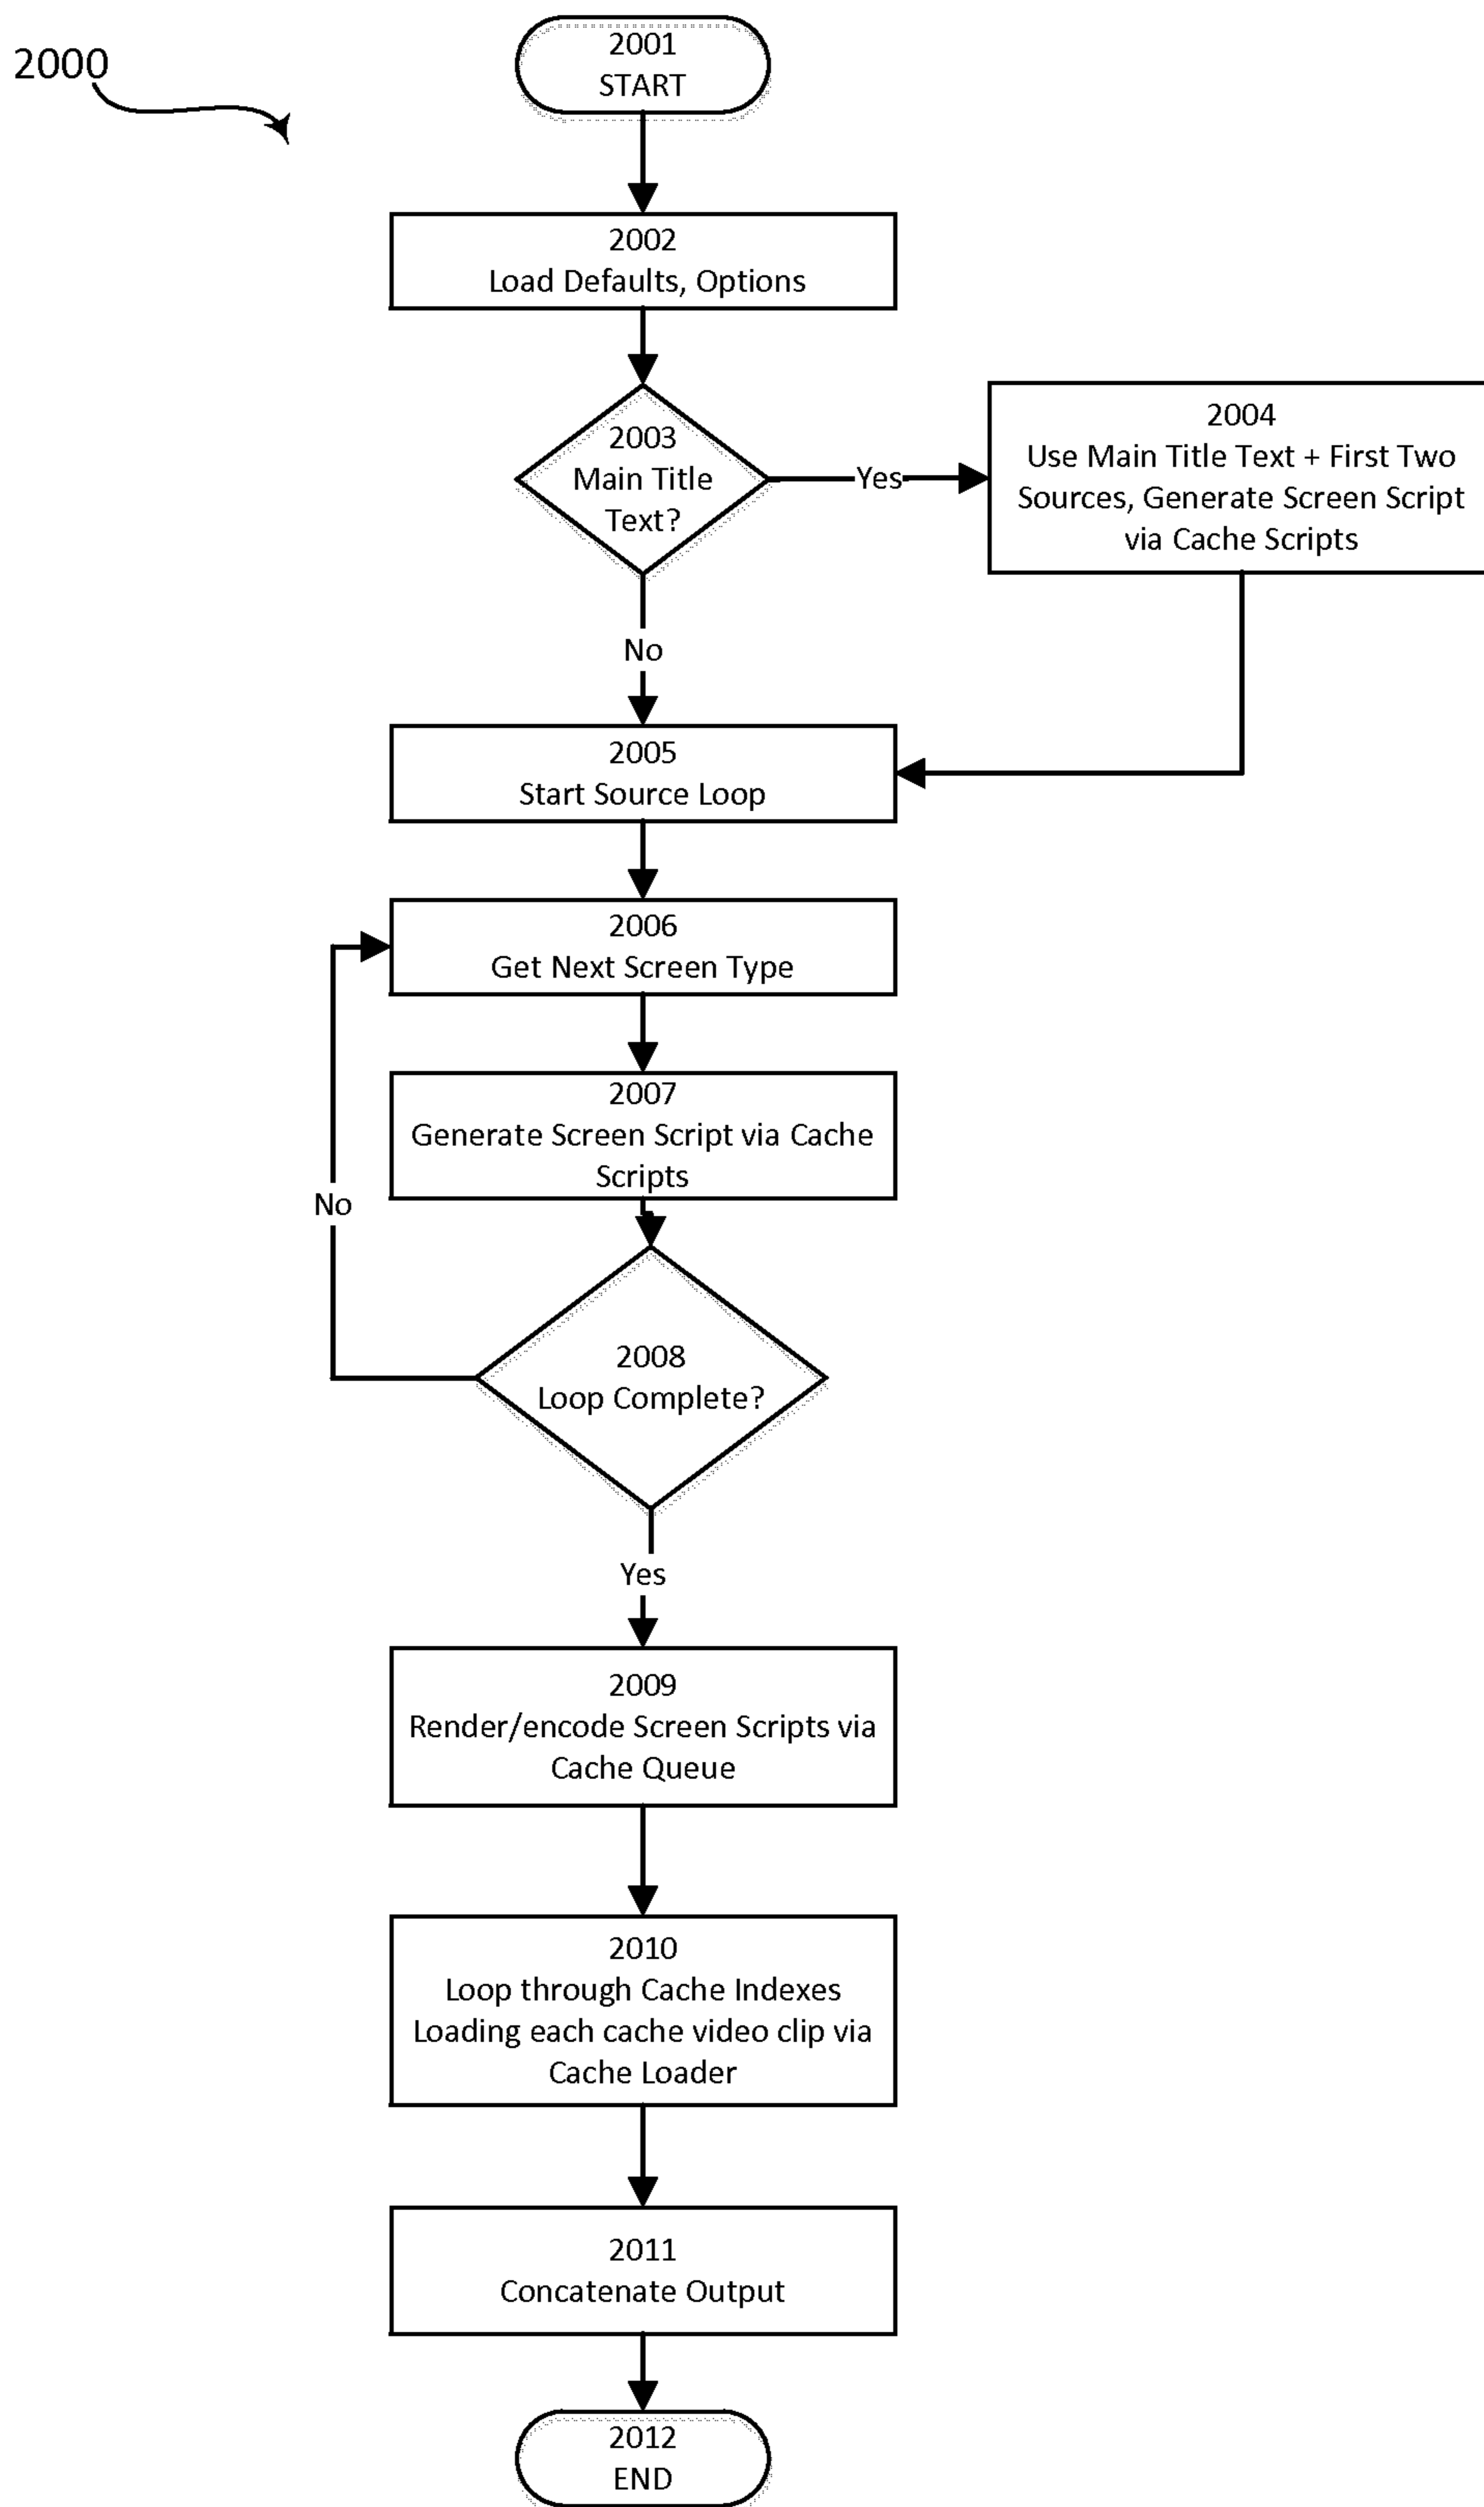 2000
2001
START
2002
Load Defaults, Options
2003
Main Title
Text?
Yes
2004
Use Main Title Text + First Two
Sources, Generate Screen Script
via Cache Scripts
No
2005
Start Source Loop
2006
Get Next Screen Type
2007
Generate Screen Script via Cache
Scripts
No
2008
Loop Complete?
Yes
2009
Render/encode Screen Scripts via
Cache Queue
2010
Loop through Cache Indexes
Loading each cache video clip via
Cache Loader
2011
Concatenate Output
2012
END